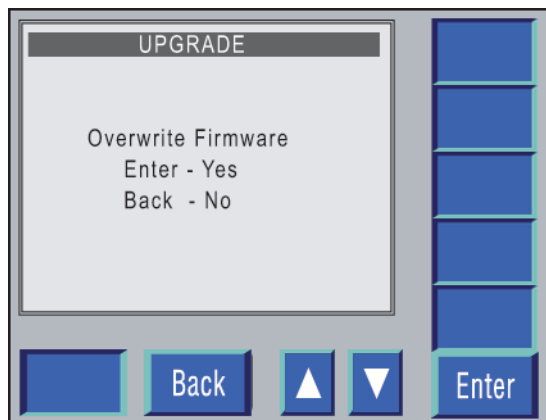 UPGRADE
Overwrite Firmware
Enter - Yes
Back - No
Back
Enter